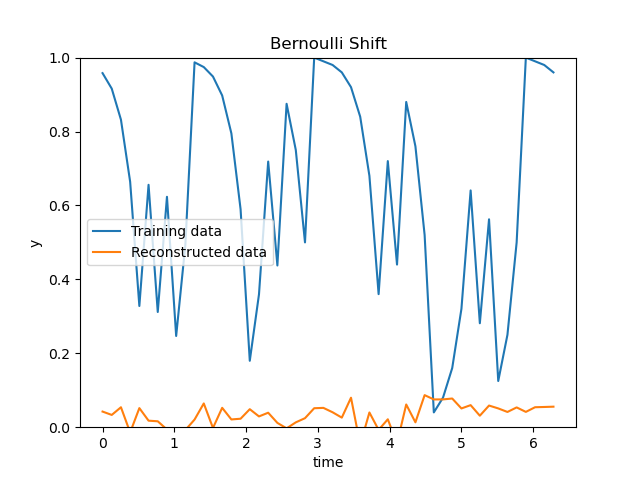 Bernoulli Shift
1.0
0.8
0.6
0.4
0.2
0.0
y
Training data
Reconstructed data
0 1 2 3 4 5 6
time